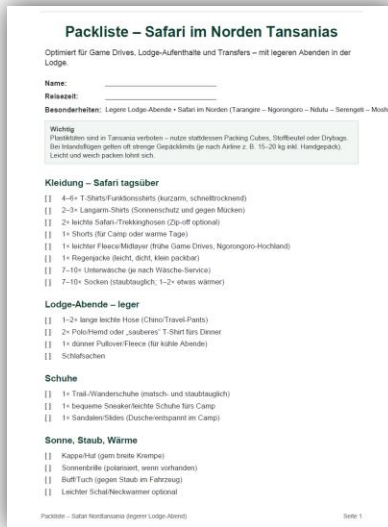 Packliste – Safari im Norden Tansanias
Optimiert für Game Drives, Lodge-Aufenthalte und Transfers – mit legeren Abenden in der
Lodge.
Name:
Reisezeit:
Besonderheiten: Legere Lodge-Abende • Safari im Norden (Tarangire – Ngorongoro – Ndutu – Serengeti – Mosh
Wichtig
Plastiktüten sind in Tansania verboten – nutze stattdessen Packing Cubes, Stoffbeutel oder Drybags.
Bei Inlandsflügen gelten oft strenge Gepäcklimits (je nach Airline z. B. 15–20 kg inkl. Handgepäck).
Leicht und weich packen lohnt sich.
Kleidung – Safari tagsüber
[ ] 4–6× T-Shirts/Funktionsshirts (kurzarm, schnelltrocknend)
[ ] 2–3× Langarm-Shirts (Sonnenschutz und gegen Mücken)
[ ] 2× leichte Safari-/Trekkinghosen (Zip-off optional)
[ ] 1× Shorts (für Camp oder warme Tage)
[ ] 1× leichter Fleece/Midlayer (frühe Game Drives, Ngorongoro-Hochland)
[ ] 1× Regenjacke (leicht, dicht, klein packbar)
[ ] 7–10× Unterwäsche (je nach Wäsche-Service)
[ ] 7–10× Socken (staubtauglich; 1–2× etwas wärmer)
Lodge-Abende – leger
[ ] 1–2× lange leichte Hose (Chino/Travel-Pants)
[ ] 2× Polo/Hemd oder „sauberes" T-Shirt fürs Dinner
[ ] 1× dünner Pullover/Fleece (für kühle Abende)
[ ] Schlafsachen
Schuhe
[ ] 1× Trail-/Wanderschuhe (matsch- und staubtauglich)
[ ] 1× bequeme Sneaker/leichte Schuhe fürs Camp
[ ] 1× Sandalen/Slides (Dusche/entspannt im Camp)
Sonne, Staub, Wärme
[ ] Kappe/Hut (gern breite Krempe)
[ ] Sonnenbrille (polarisiert, wenn vorhanden)
[ ] Buff/Tuch (gegen Staub im Fahrzeug)
[ ] Leichter Schal/Neckwarmer optional
Packliste – Safari Nordtansania (legerer Lodge-Abend) Seite 1